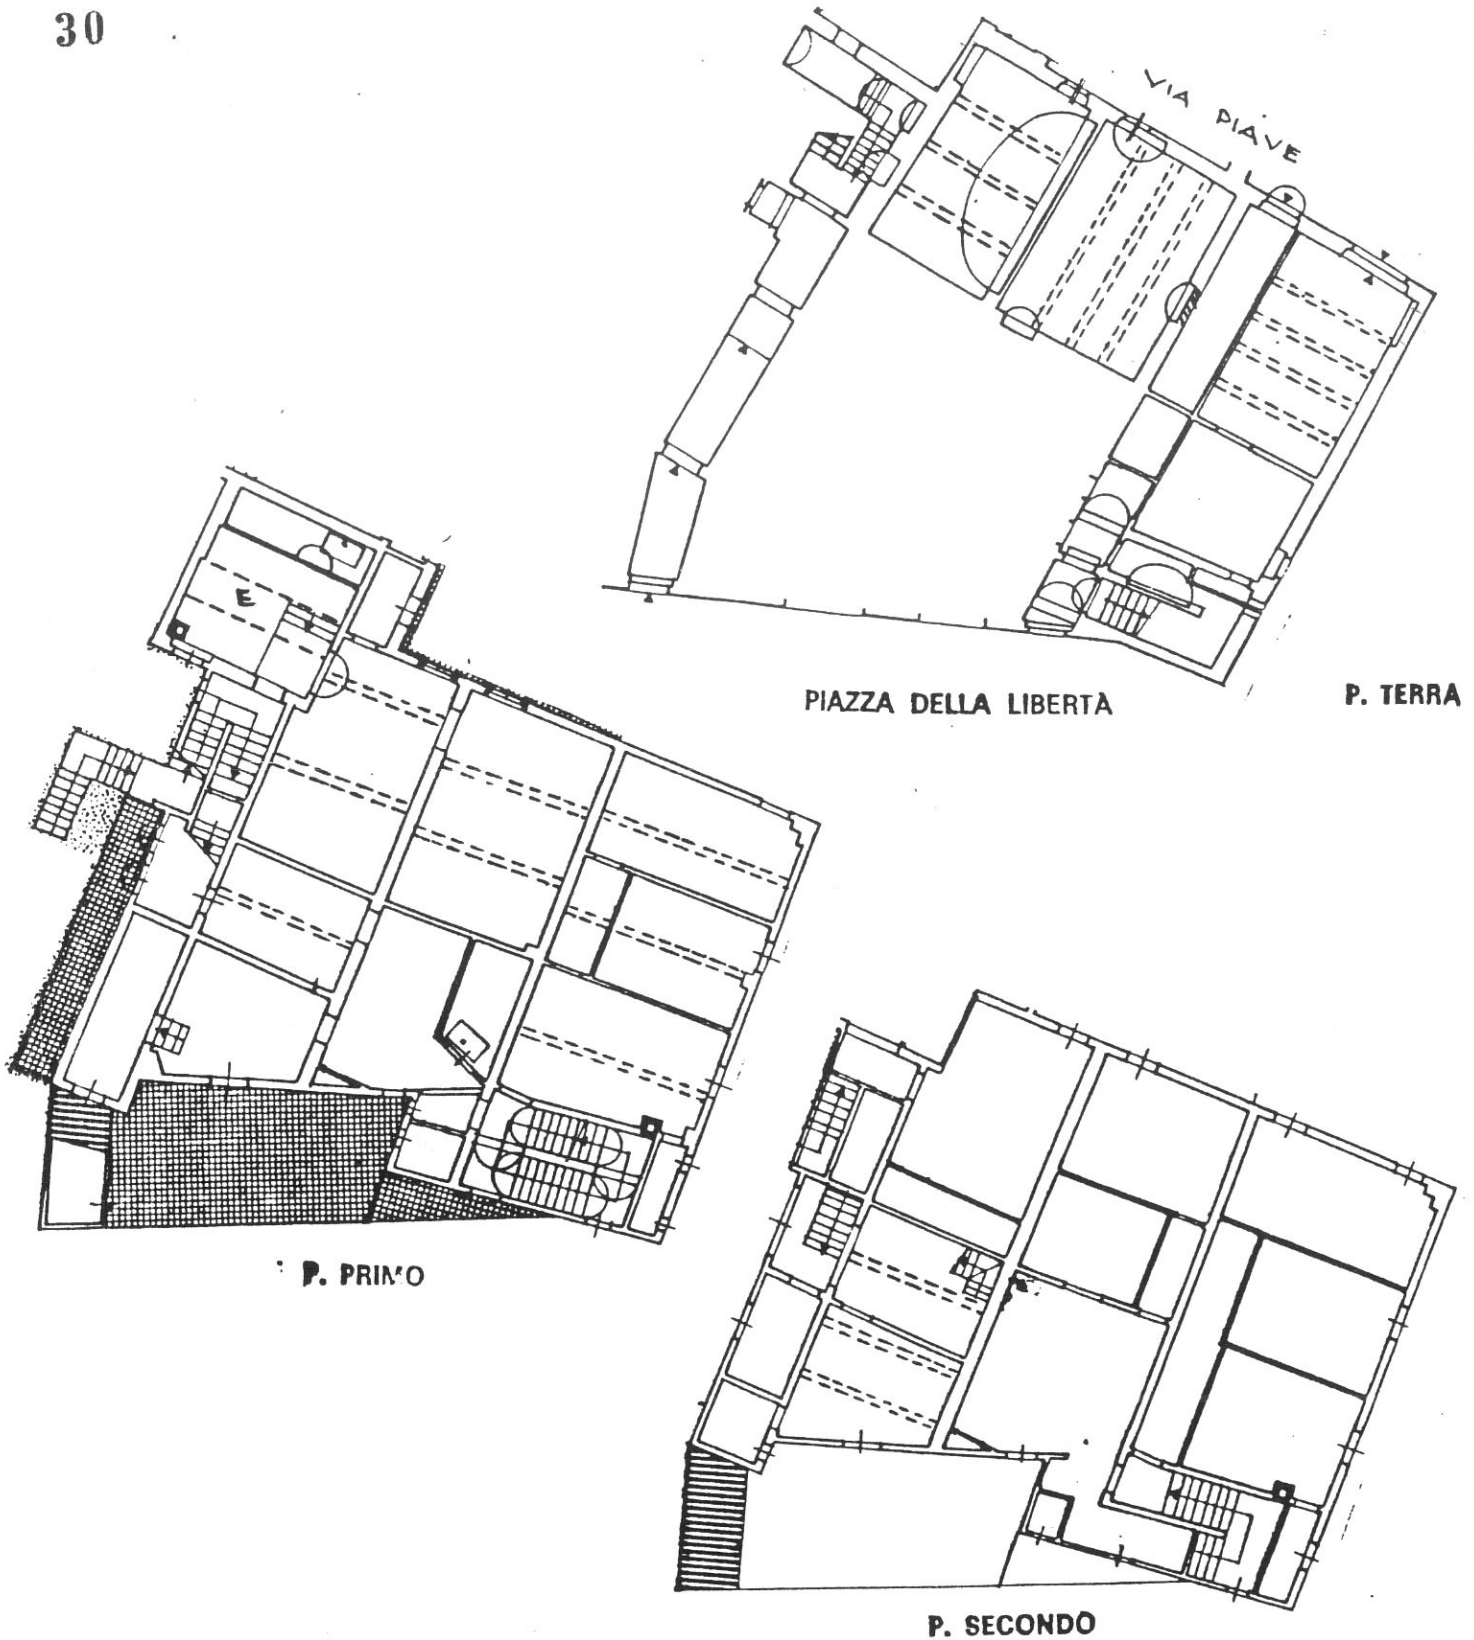 30
VIA PIAVE
PIAZZA DELLA LIBERTÀ
P. TERRA
E
P. PRIMO
P. SECONDO